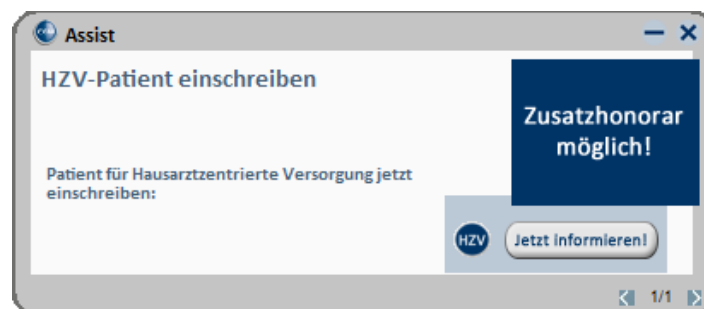 Assist
HZV-Patient einschreiben
Zusatzhonorar
möglich!
Patient für Hausarztzentrierte Versorgung jetzt
einschreiben:
HZV
Jetzt informieren!
1/1